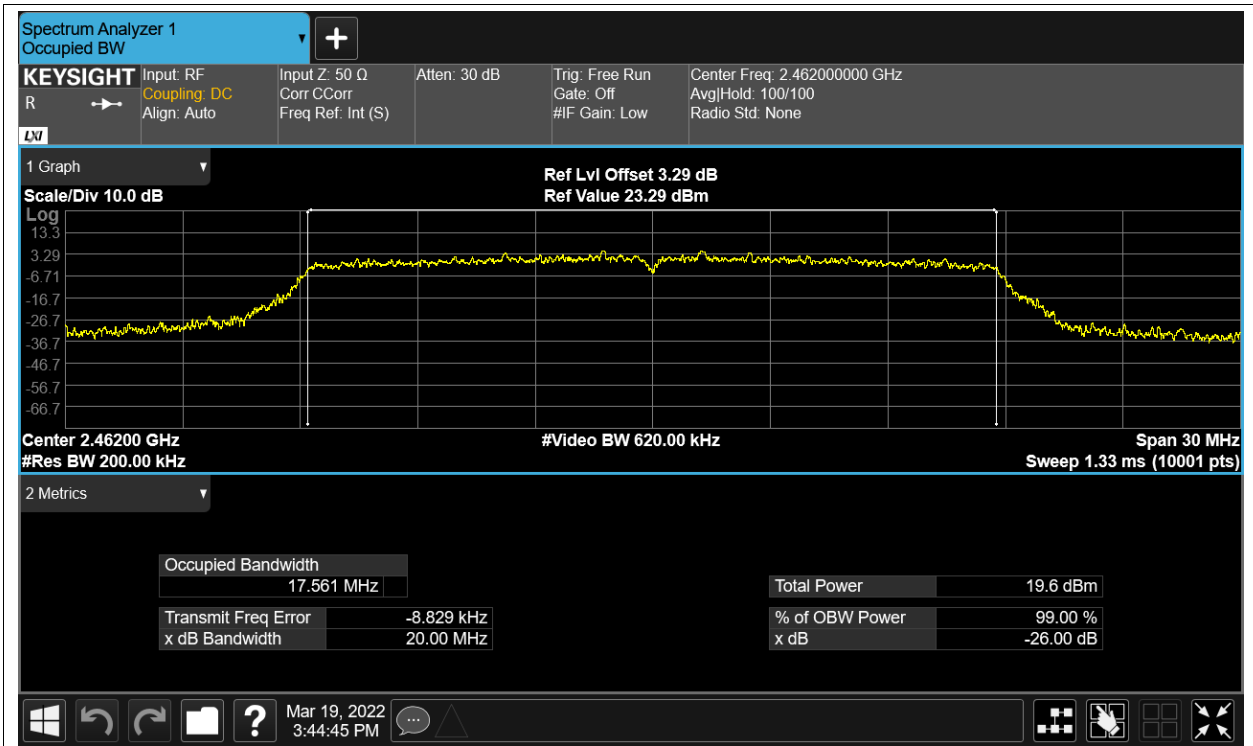 Spectrum Analyzer 1
Occupied BW
KEYSIGHT
R
LXI
Input: RF
Coupling: DC
Align: Auto
Input Z: 50 Ω
Corr CCorr
Freq Ref: Int (S)
Atten: 30 dB
Trig: Free Run
Gate: Off
#IF Gain: Low
Center Freq: 2.462000000 GHz
Avg|Hold: 100/100
Radio Std: None
1 Graph
Scale/Div 10.0 dB
Ref Lvl Offset 3.29 dB
Ref Value 23.29 dBm
Log
13.3
3.29
-6.71
-16.7
-26.7
-36.7
-46.7
-56.7
-66.7
Center 2.46200 GHz
#Res BW 200.00 kHz
#Video BW 620.00 kHz
Span 30 MHz
Sweep 1.33 ms (10001 pts)
2 Metrics
Occupied Bandwidth
17.561 MHz
Transmit Freq Error -8.829 kHz
x dB Bandwidth 20.00 MHz
Total Power 19.6 dBm
% of OBW Power 99.00 %
x dB -26.00 dB
?
Mar 19, 2022
3:44:45 PM